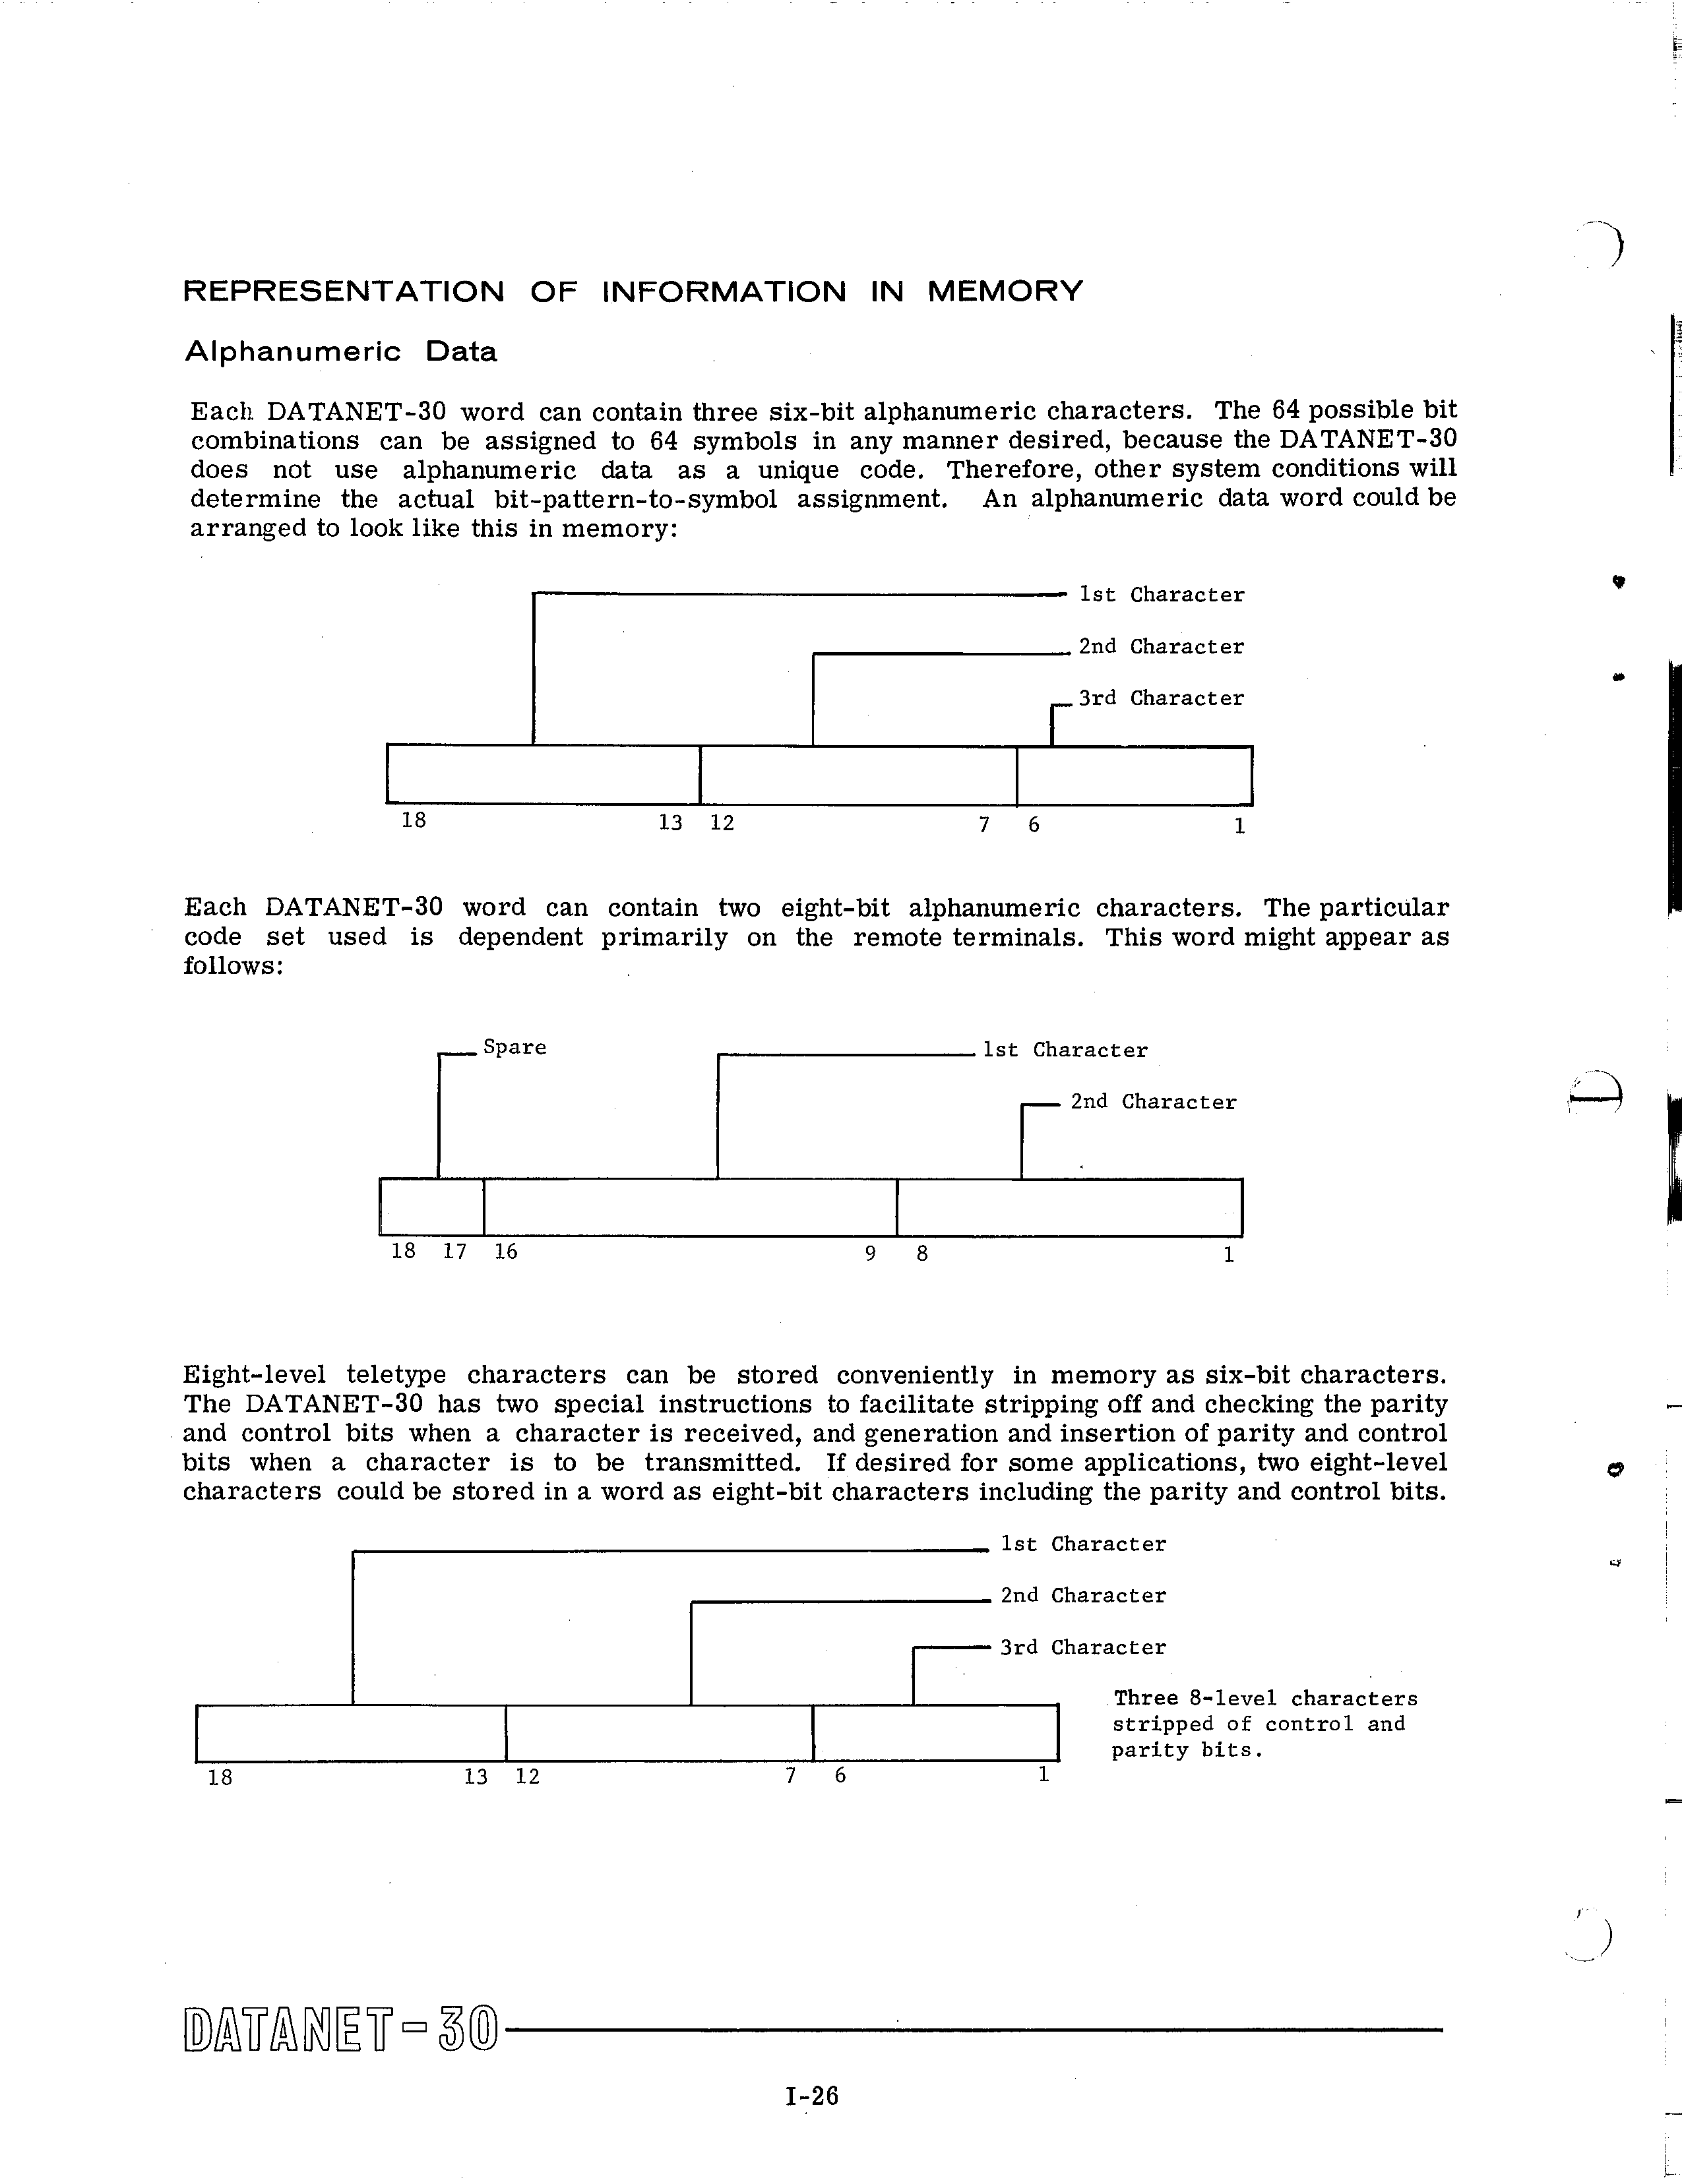 REPRESENTATION OF INFORMATION IN MEMORY
Alphanumeric Data
Each DATANET-30 word can contain three six-bit alphanumeric characters. The 64 possible bit
combinations can be assigned to 64 symbols in any manner desired, because the DATANET-30
does not use alphanumeric data as a unique code. Therefore, other system conditions will
determine the actual bit-pattern-to-symbol assignment. An alphanumeric data word could be
arranged to look like this in memory:
1st Character
2nd Character
3rd Character
18 13 12 7 6 1
Each DATANET-30 word can contain two eight-bit alphanumeric characters. The particular
code set used is dependent primarily on the remote terminals. This word might appear as
follows:
Spare 1st Character
2nd Character
18 17 16 9 8 1
Eight-level teletype characters can be stored conveniently in memory as six-bit characters.
The DATANET-30 has two special instructions to facilitate stripping off and checking the parity
and control bits when a character is received, and generation and insertion of parity and control
bits when a character is to be transmitted. If desired for some applications, two eight-level
characters could be stored in a word as eight-bit characters including the parity and control bits.
1st Character
2nd Character
3rd Character
Three 8-level characters
stripped of control and
parity bits.
18 13 12 7 6 1
DATANET-30
I-26